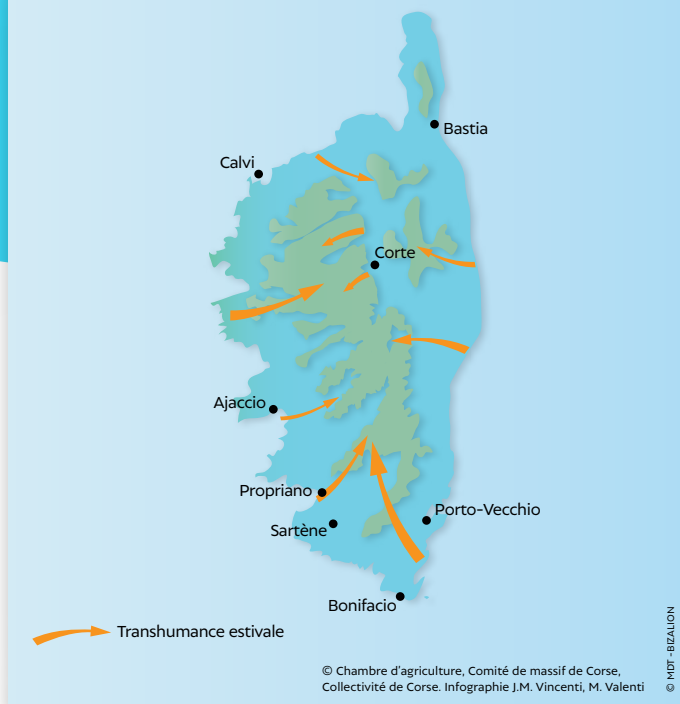 Bastia
Calvi
Corte
Ajaccio
Propriano
Porto-Vecchio
Sartène
Bonifacio
Transhumance estivale
© Chambre d'agriculture, Comité de massif de Corse,
Collectivité de Corse. Infographie J.M. Vincenti, M. Valenti
© MDT -BIZALION